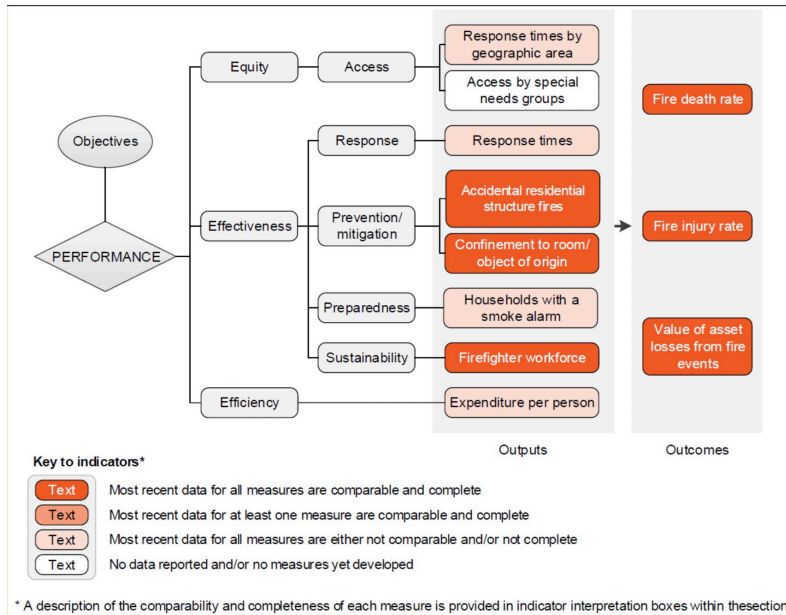 Objectives
PERFORMANCE
Equity
Access
Response times by
geographic area
Access by special
needs groups
Effectiveness
Response
Response times
Prevention/
mitigation
Accidental residential
structure fires
Confinement to room/
object of origin
Preparedness
Households with a
smoke alarm
Sustainability
Firefighter workforce
Efficiency
Expenditure per person
Outputs
Fire death rate
Fire injury rate
Value of asset
losses from fire
events
Outcomes
Key to indicators*
Text Most recent data for all measures are comparable and complete
Text Most recent data for at least one measure are comparable and complete
Text Most recent data for all measures are either not comparable and/or not complete
Text No data reported and/or no measures yet developed
* A description of the comparability and completeness of each measure is provided in indicator interpretation boxes within thesection